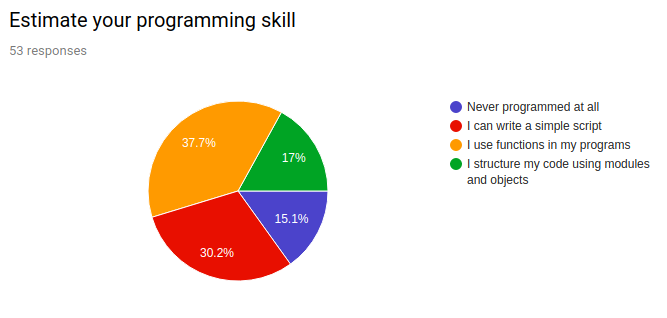 Estimate your programming skill
53 responses
37.7%
17%
15.1%
30.2%
Never programmed at all
I can write a simple script
I use functions in my programs
I structure my code using modules
and objects